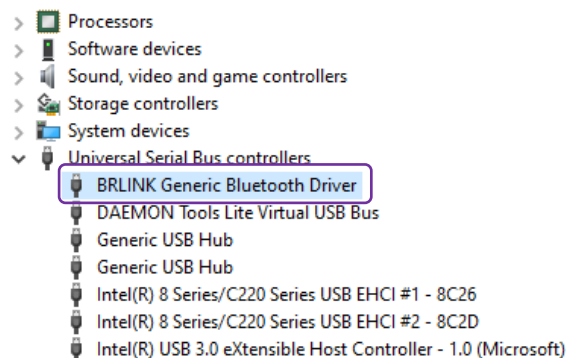 Processors
Software devices
Sound, video and game controllers
Storage controllers
System devices
Universal Serial Bus controllers
BRLINK Generic Bluetooth Driver
DAEMON Tools Lite Virtual USB Bus
Generic USB Hub
Generic USB Hub
Intel(R) 8 Series/C220 Series USB EHCI #1 - 8C26
Intel(R) 8 Series/C220 Series USB EHCI #2 - 8C2D
Intel(R) USB 3.0 eXtensible Host Controller - 1.0 (Microsoft)